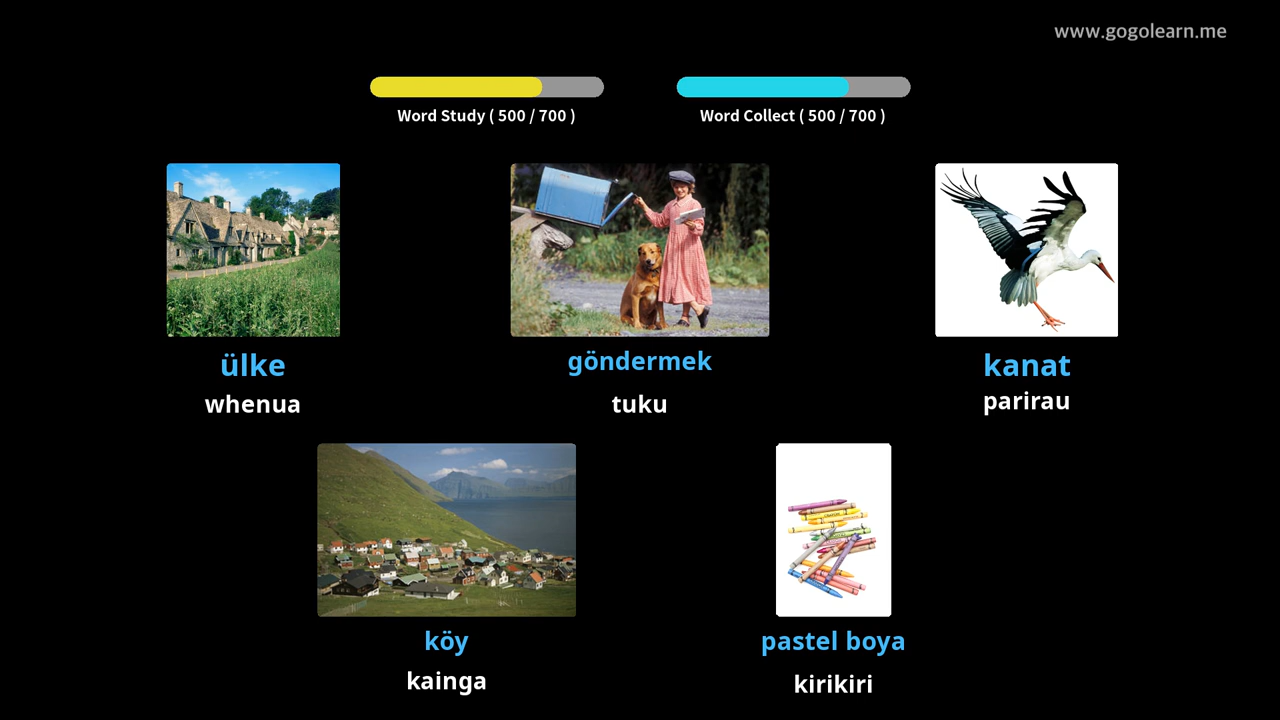 www.gogolearn.me
Word Study ( 500 / 700 )
Word Collect ( 500 / 700 )
ülke
whenua
göndermek
tuku
kanat
parirau
köy
kainga
pastel boya
kirikiri